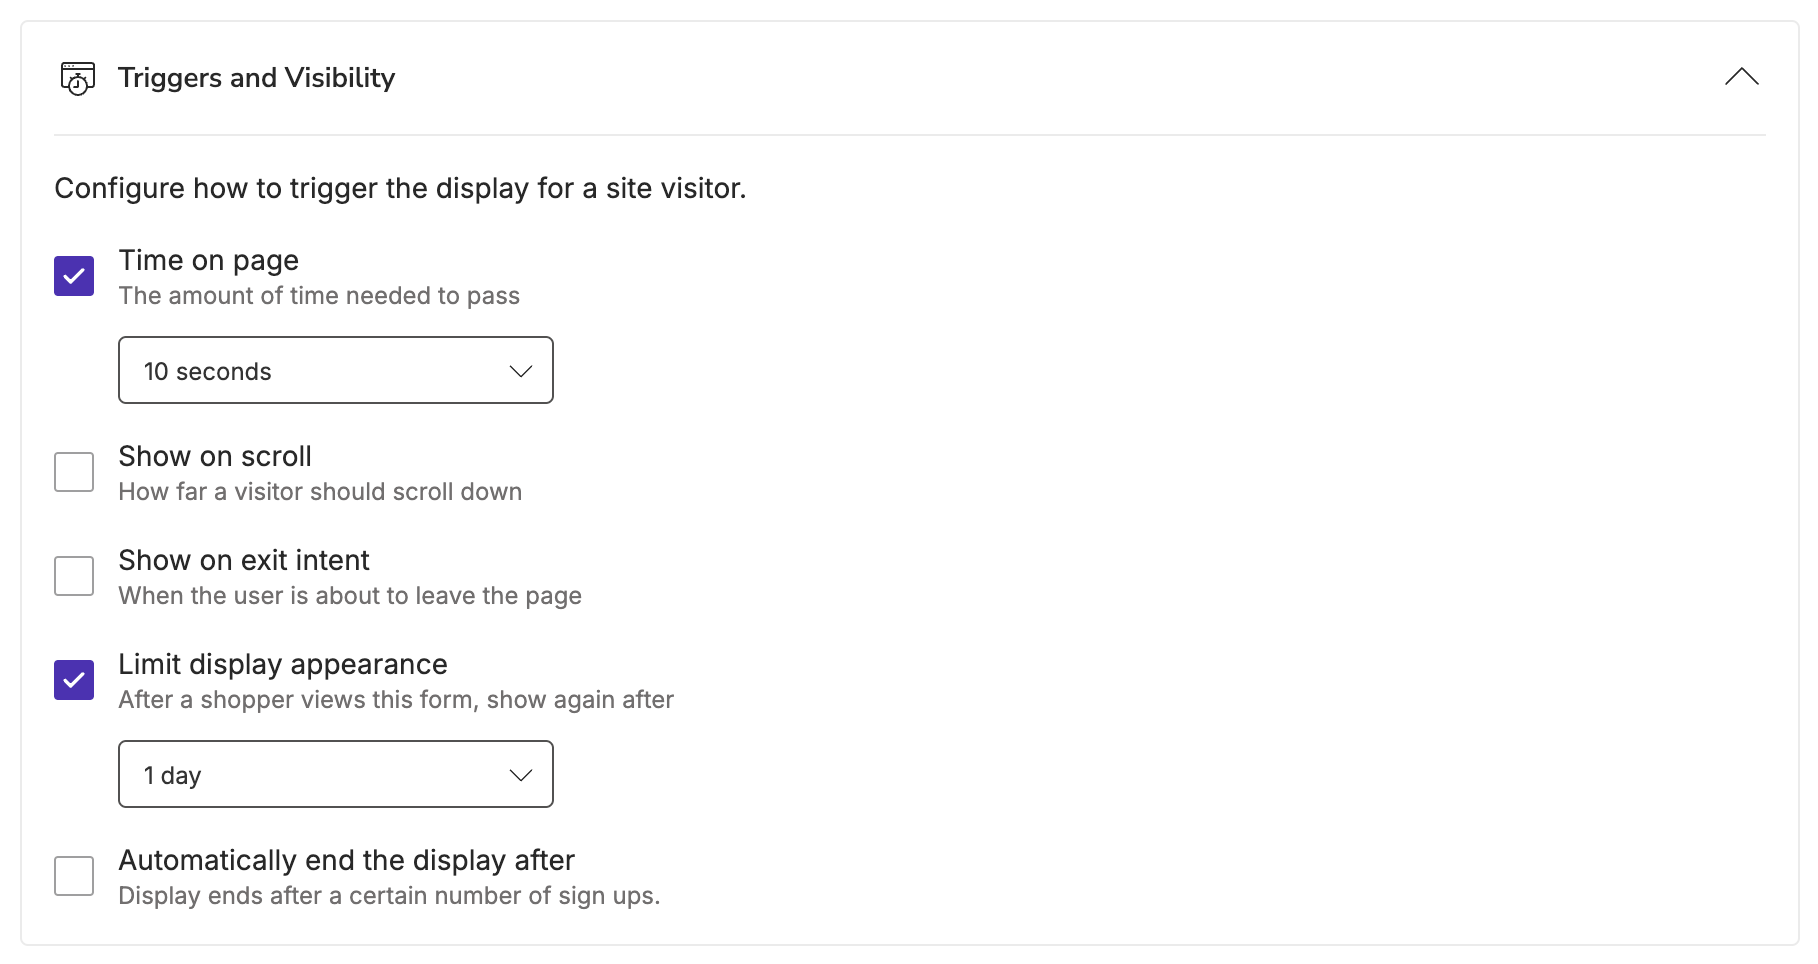 Triggers and Visibility
Configure how to trigger the display for a site visitor.
Time on page
The amount of time needed to pass
10 seconds
Show on scroll
How far a visitor should scroll down
Show on exit intent
When the user is about to leave the page
Limit display appearance
After a shopper views this form, show again after
1 day
Automatically end the display after
Display ends after a certain number of sign ups.